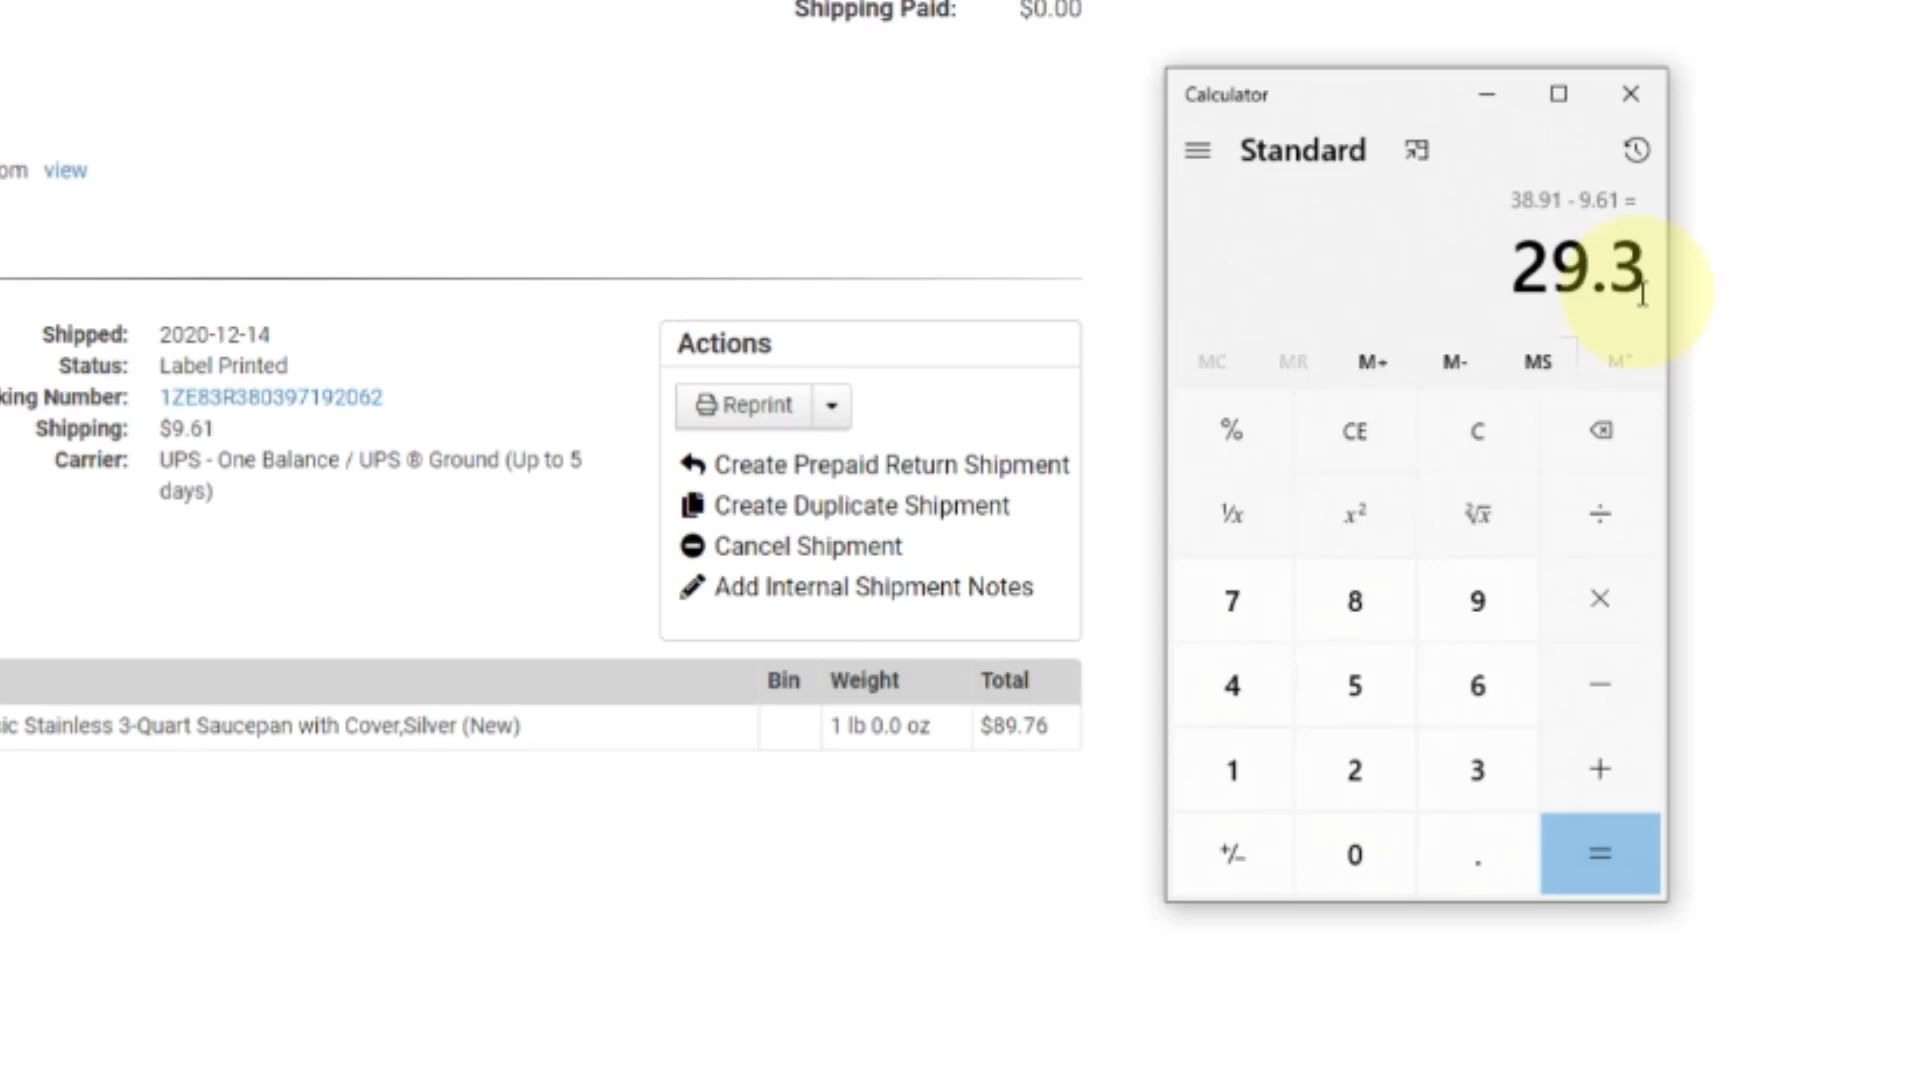 Shipping Paid: $0.00
om view
Shipped: 2020-12-14
Status: Label Printed
king Number: 1ZE83R380397192062
Shipping: $9.61
Carrier: UPS - One Balance / UPS ® Ground (Up to 5
days)
Actions
Reprint
Create Prepaid Return Shipment
Create Duplicate Shipment
Cancel Shipment
Add Internal Shipment Notes
Bin Weight Total
ic Stainless 3-Quart Saucepan with Cover,Silver (New) 1 lb 0.0 oz $89.76
Calculator
Standard
38.91 - 9.61 =
29.3
MC MR M+ M- MS
% CE C
⅟x x² ²√x ÷
7 8 9 ×
4 5 6 −
1 2 3 +
+/− 0 . =